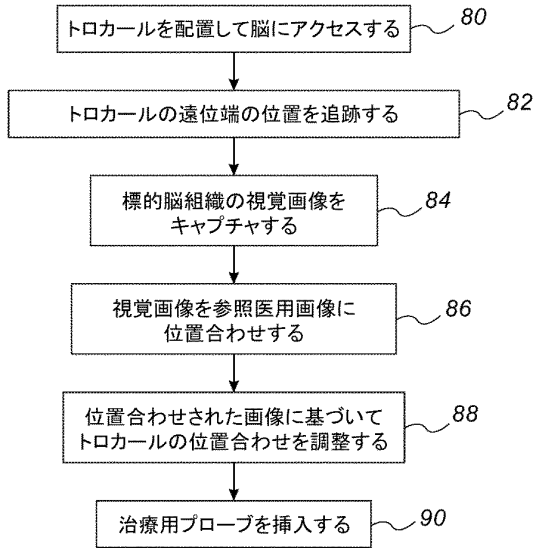 トロカールを配置して脳にアクセスする
80
トロカールの遠位端の位置を追跡する
82
標的脳組織の視覚画像を
キャプチャする
84
視覚画像を参照医用画像に
位置合わせする
86
位置合わせされた画像に基づいて
トロカールの位置合わせを調整する
88
治療用プローブを挿入する
90